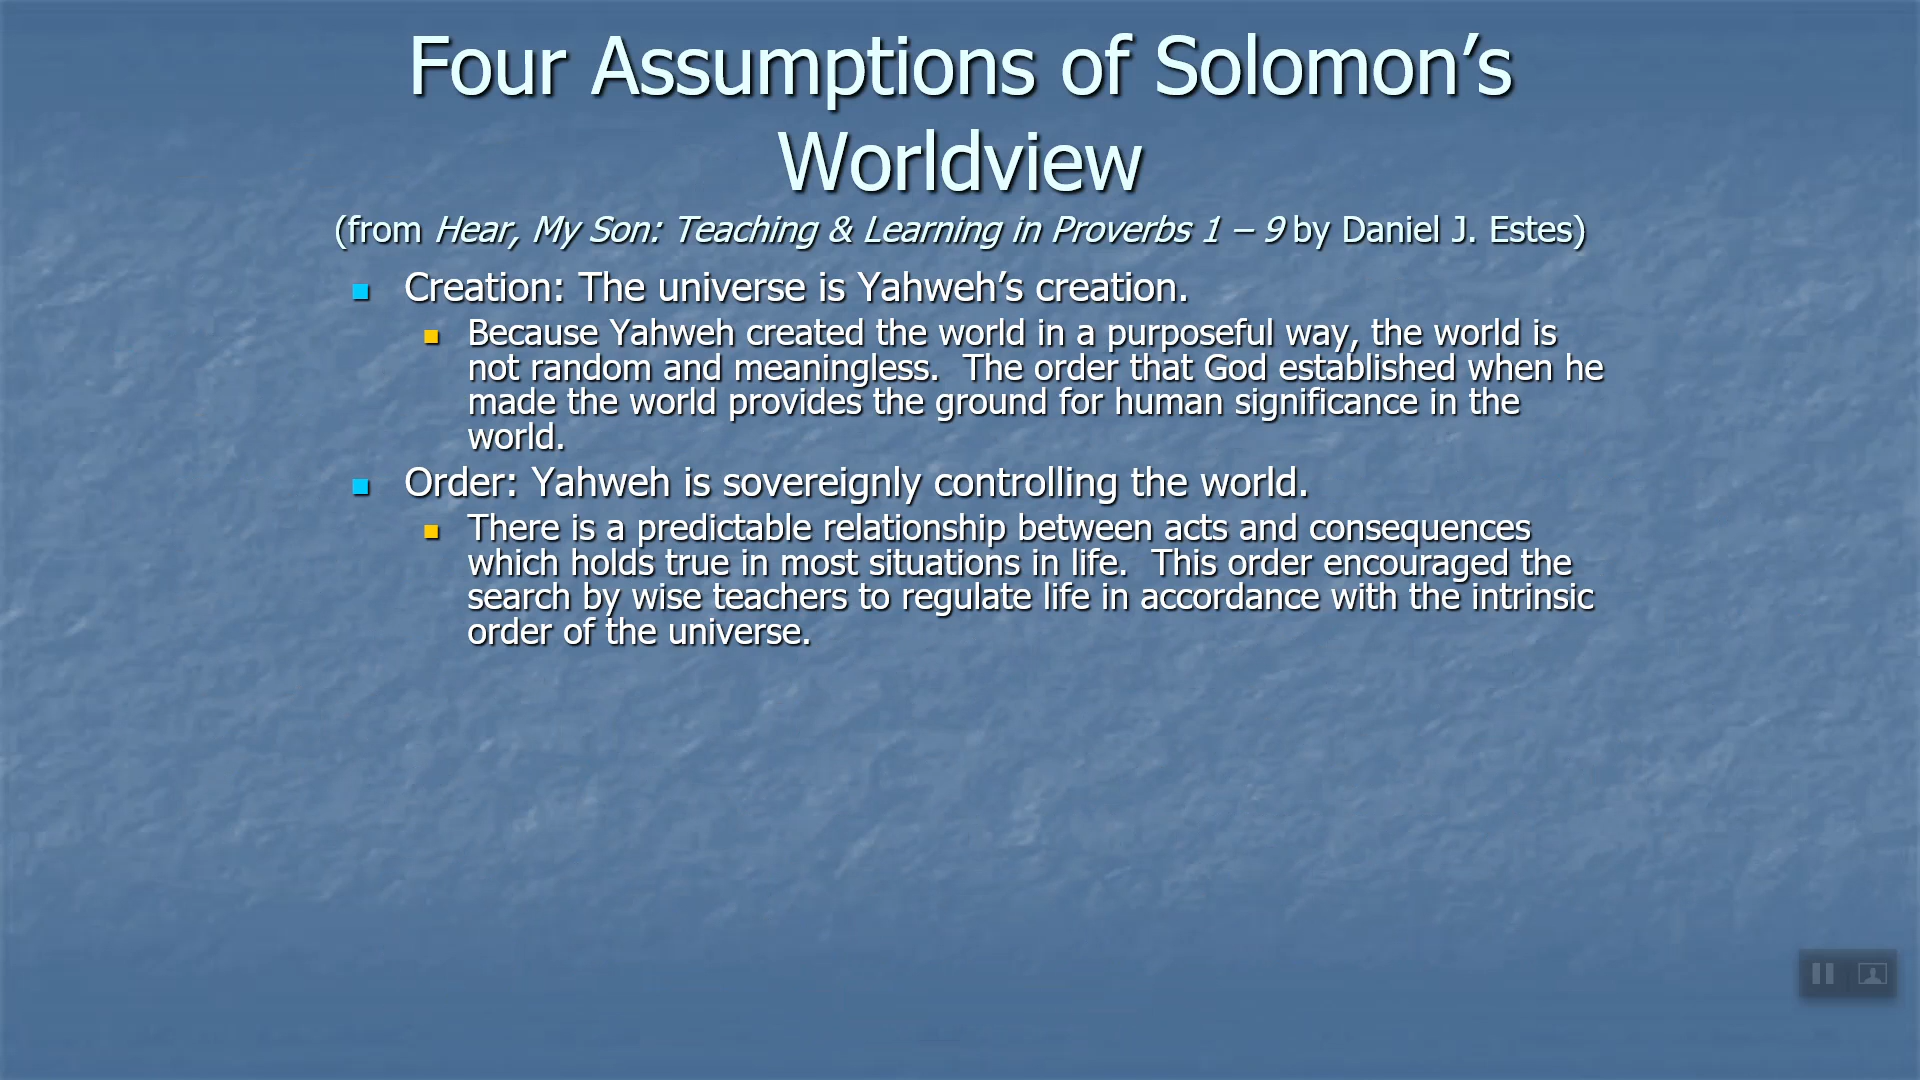 Four Assumptions of Solomon’s
Worldview
(from Hear, My Son: Teaching & Learning in Proverbs 1 – 9 by Daniel J. Estes)
Creation: The universe is Yahweh’s creation.
Because Yahweh created the world in a purposeful way, the world is
not random and meaningless.  The order that God established when he
made the world provides the ground for human significance in the
world.
Order: Yahweh is sovereignly controlling the world.
There is a predictable relationship between acts and consequences
which holds true in most situations in life.  This order encouraged the
search by wise teachers to regulate life in accordance with the intrinsic
order of the universe.